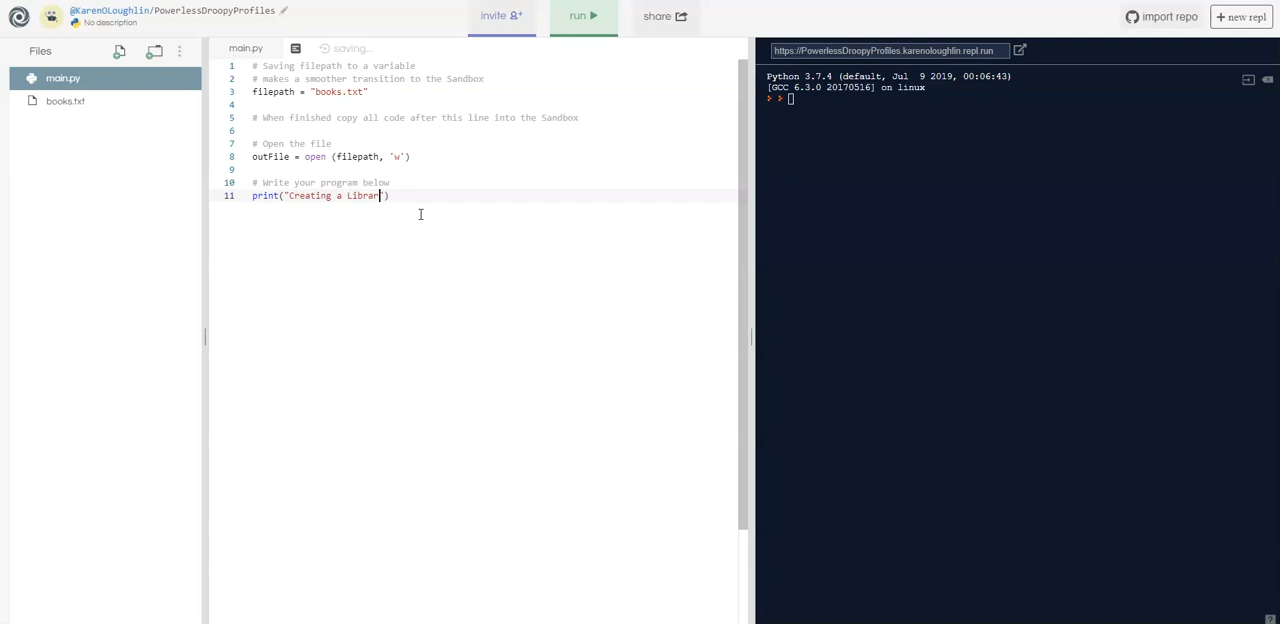 @KarenOLoughlin/PowerlessDroopyProfiles
No description
invite
run
share
import repo
+ new repl
Files
main.py
books.txt
main.py
saving...
1 # Saving filepath to a variable
2 # makes a smoother transition to the Sandbox
3 filepath = "books.txt"
4
5 # When finished copy all code after this line into the Sandbox
6
7 # Open the file
8 outFile = open (filepath, 'w')
9
10 # Write your program below
11 print("Creating a Librar")
https://PowerlessDroopyProfiles.karenoloughlin.repl.run
Python 3.7.4 (default, Jul  9 2019, 00:06:43)
[GCC 6.3.0 20170516] on linux
> >
?